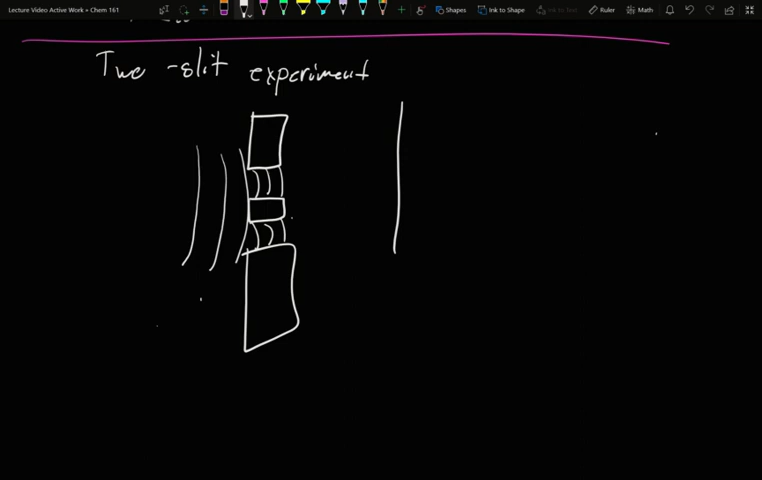 Lecture Video Active Work • Chem 161
Shapes
Ink to Shape
Ink to Text
Ruler
Math
Two-slit experiment